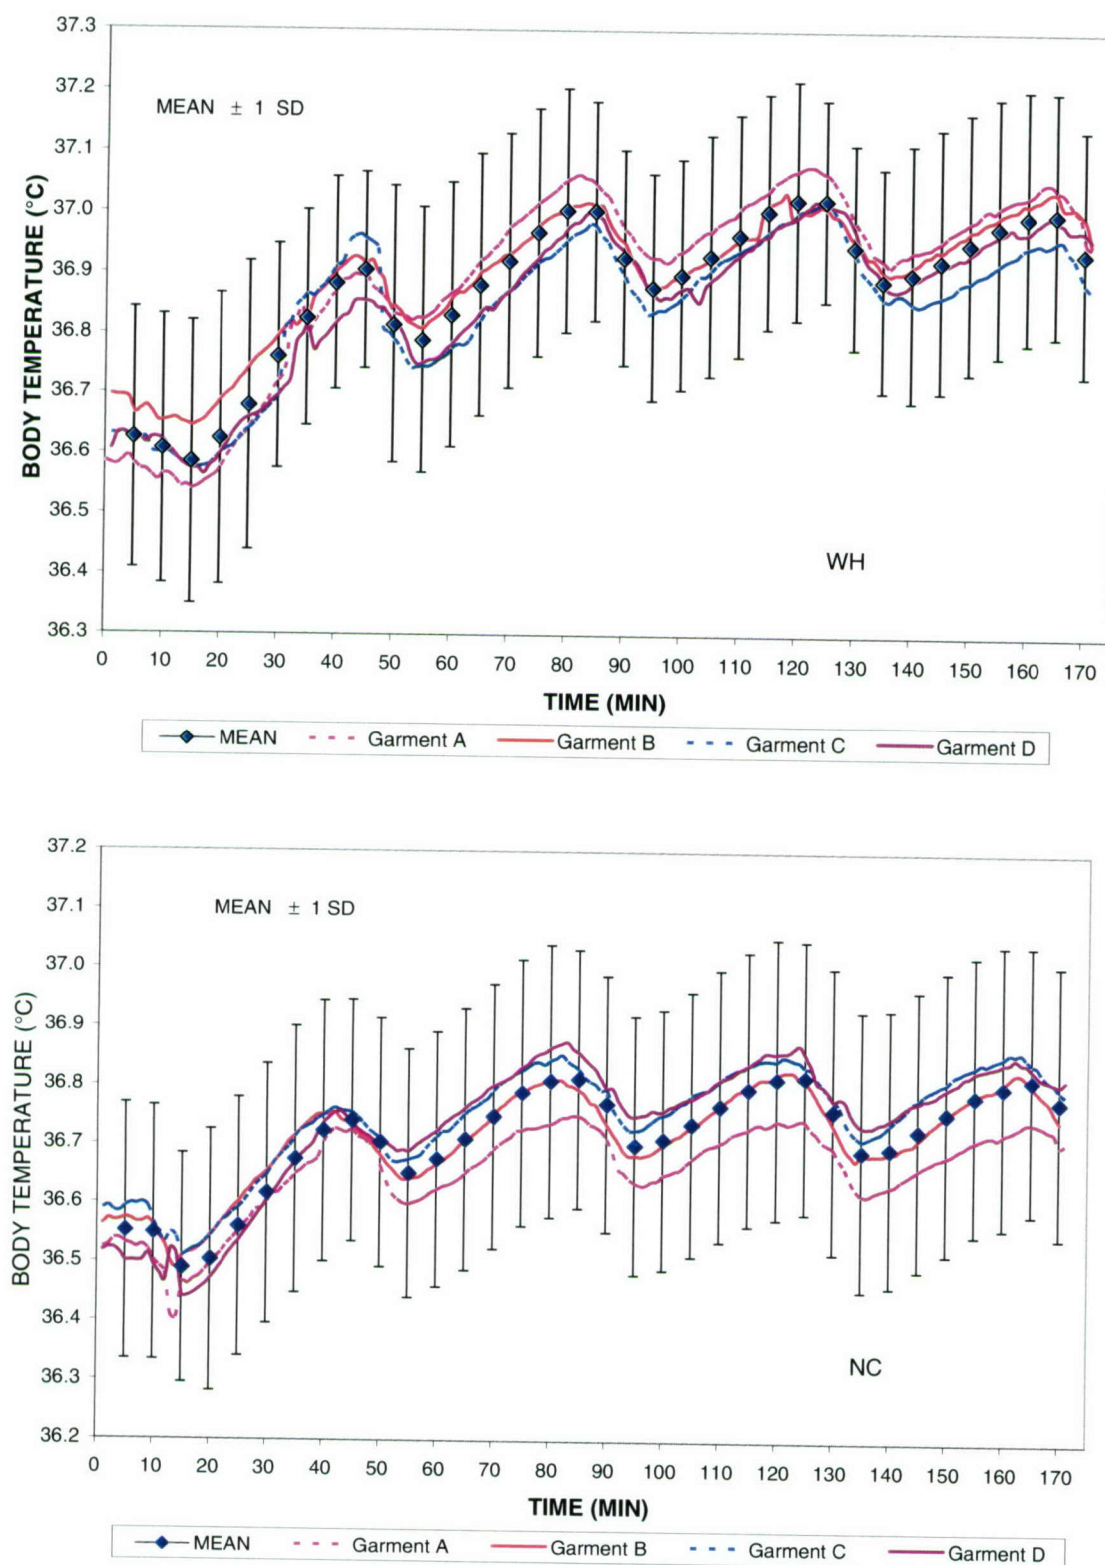 37.3
37.2
37.1
37.0
36.9
36.8
36.7
36.6
36.5
36.4
36.3
BODY TEMPERATURE (°C)
MEAN ± 1 SD
WH
0 10 20 30 40 50 60 70 80 90 100 110 120 130 140 150 160 170
TIME (MIN)
MEAN Garment A Garment B Garment C Garment D
37.2
37.1
37.0
36.9
36.8
36.7
36.6
36.5
36.4
36.3
36.2
BODY TEMPERATURE (°C)
MEAN ± 1 SD
NC
0 10 20 30 40 50 60 70 80 90 100 110 120 130 140 150 160 170
TIME (MIN)
MEAN Garment A Garment B Garment C Garment D